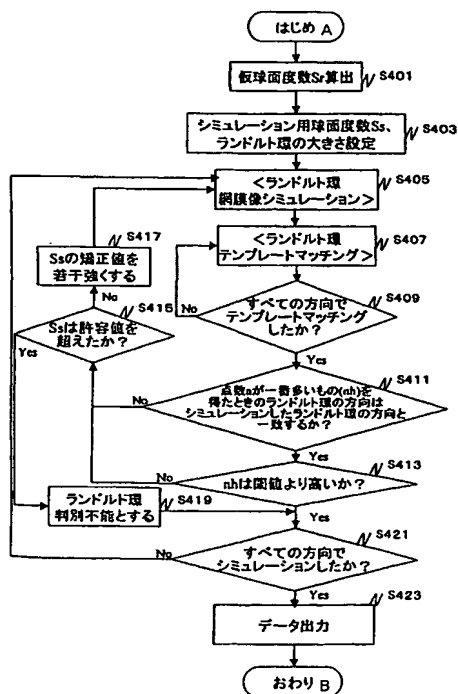 はじめ A
仮球面度数Sr算出
S401
シミュレーション用球面度数Ss、
ランドルト環の大きさ設定
S403
<ランドルト環
網膜像シミュレーション>
S405
<ランドルト環
テンプレートマッチング>
S407
すべての方向で
テンプレートマッチング
したか?
S409
No
Yes
S417
Ssの矯正値を
若干強くする
No
S415
Ssは許容値を
超えたか?
Yes
点数nが一番多いもの(nh)を
得たときのランドルト環の方向は
シミュレーションしたランドルト環の方向と
一致するか?
S411
No
Yes
nhは閾値より高いか?
S413
No
Yes
ランドルド環
判別不能とする
S419
すべての方向で
シミュレーションしたか?
S421
No
Yes
データ出力
S423
おわり B